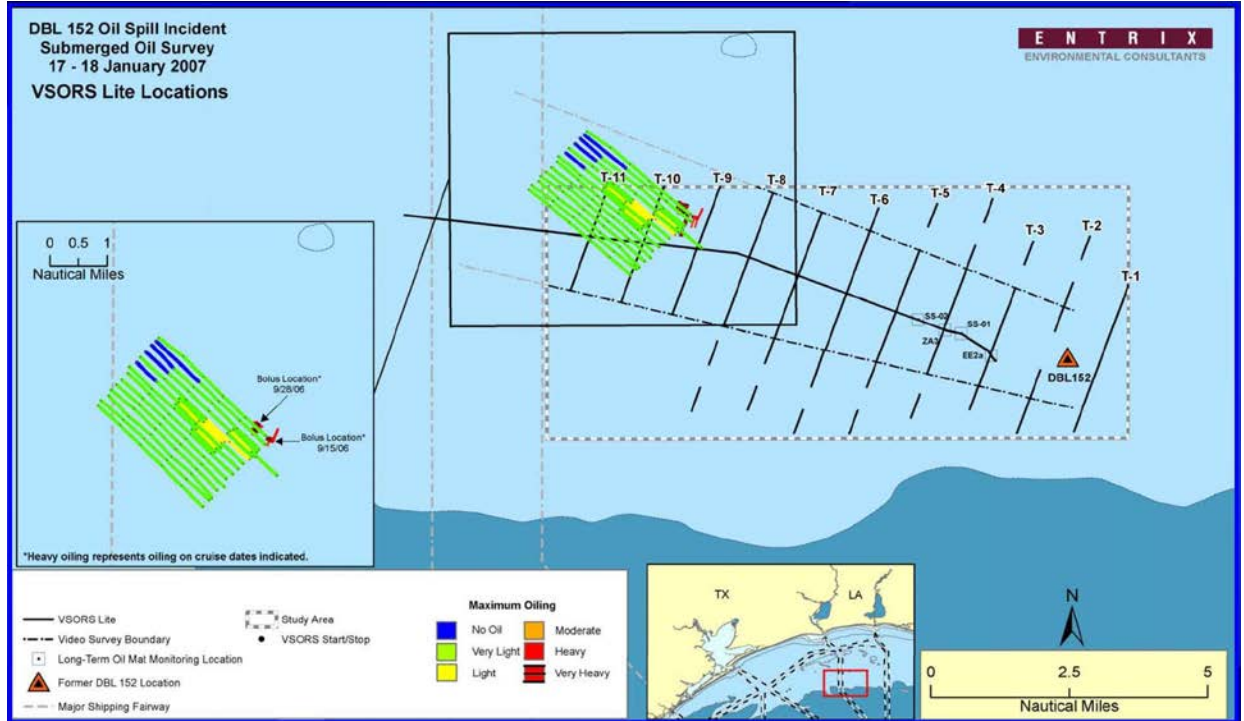 DBL 152 Oil Spill Incident
Submerged Oil Survey
17 - 18 January 2007
VSORS Lite Locations
E N T R I X
ENVIRONMENTAL CONSULTANTS
T-11
T-10
T-9
T-8
T-7
T-6
T-5
T-4
T-3
T-2
T-1
SS-02
SS-01
ZA3
EE2a
DBL152
0 0.5 1
Nautical Miles
Bolus Location*
9/28/06
Bolus Location*
9/15/06
*Heavy oiling represents oiling on cruise dates indicated.
VSORS Lite
Video Survey Boundary
Long-Term Oil Mat Monitoring Location
Former DBL 152 Location
Major Shipping Fairway
Study Area
VSORS Start/Stop
Maximum Oiling
No Oil
Very Light
Light
Moderate
Heavy
Very Heavy
TX
LA
N
0 2.5 5
Nautical Miles